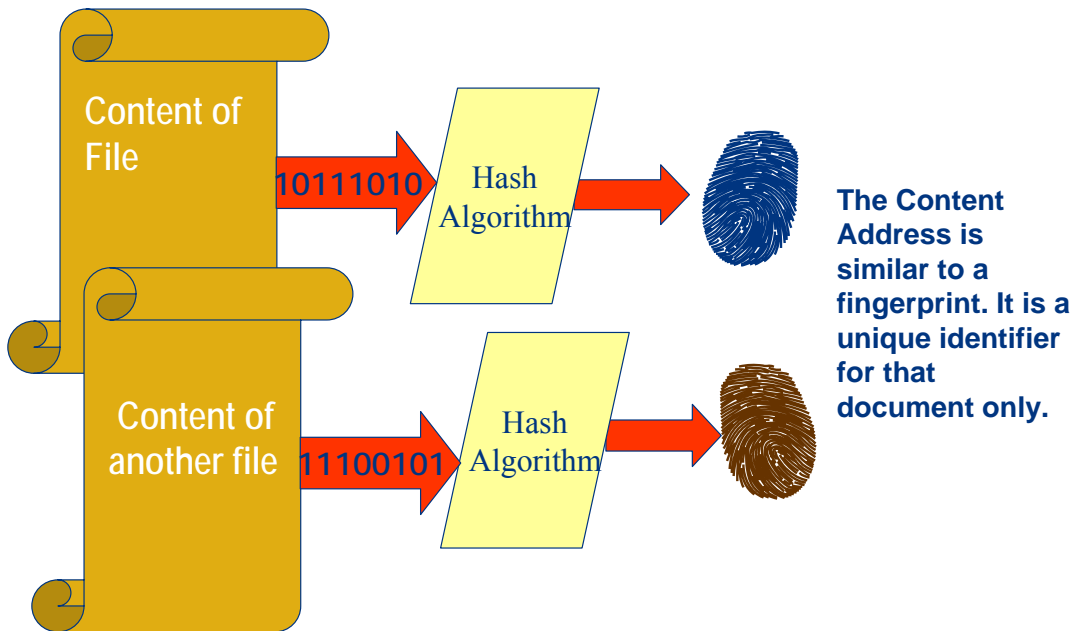 Content of
File
10111010
Hash
Algorithm
The Content
Address is
similar to a
fingerprint. It is a
unique identifier
for that
document only.
Content of
another file
11100101
Hash
Algorithm